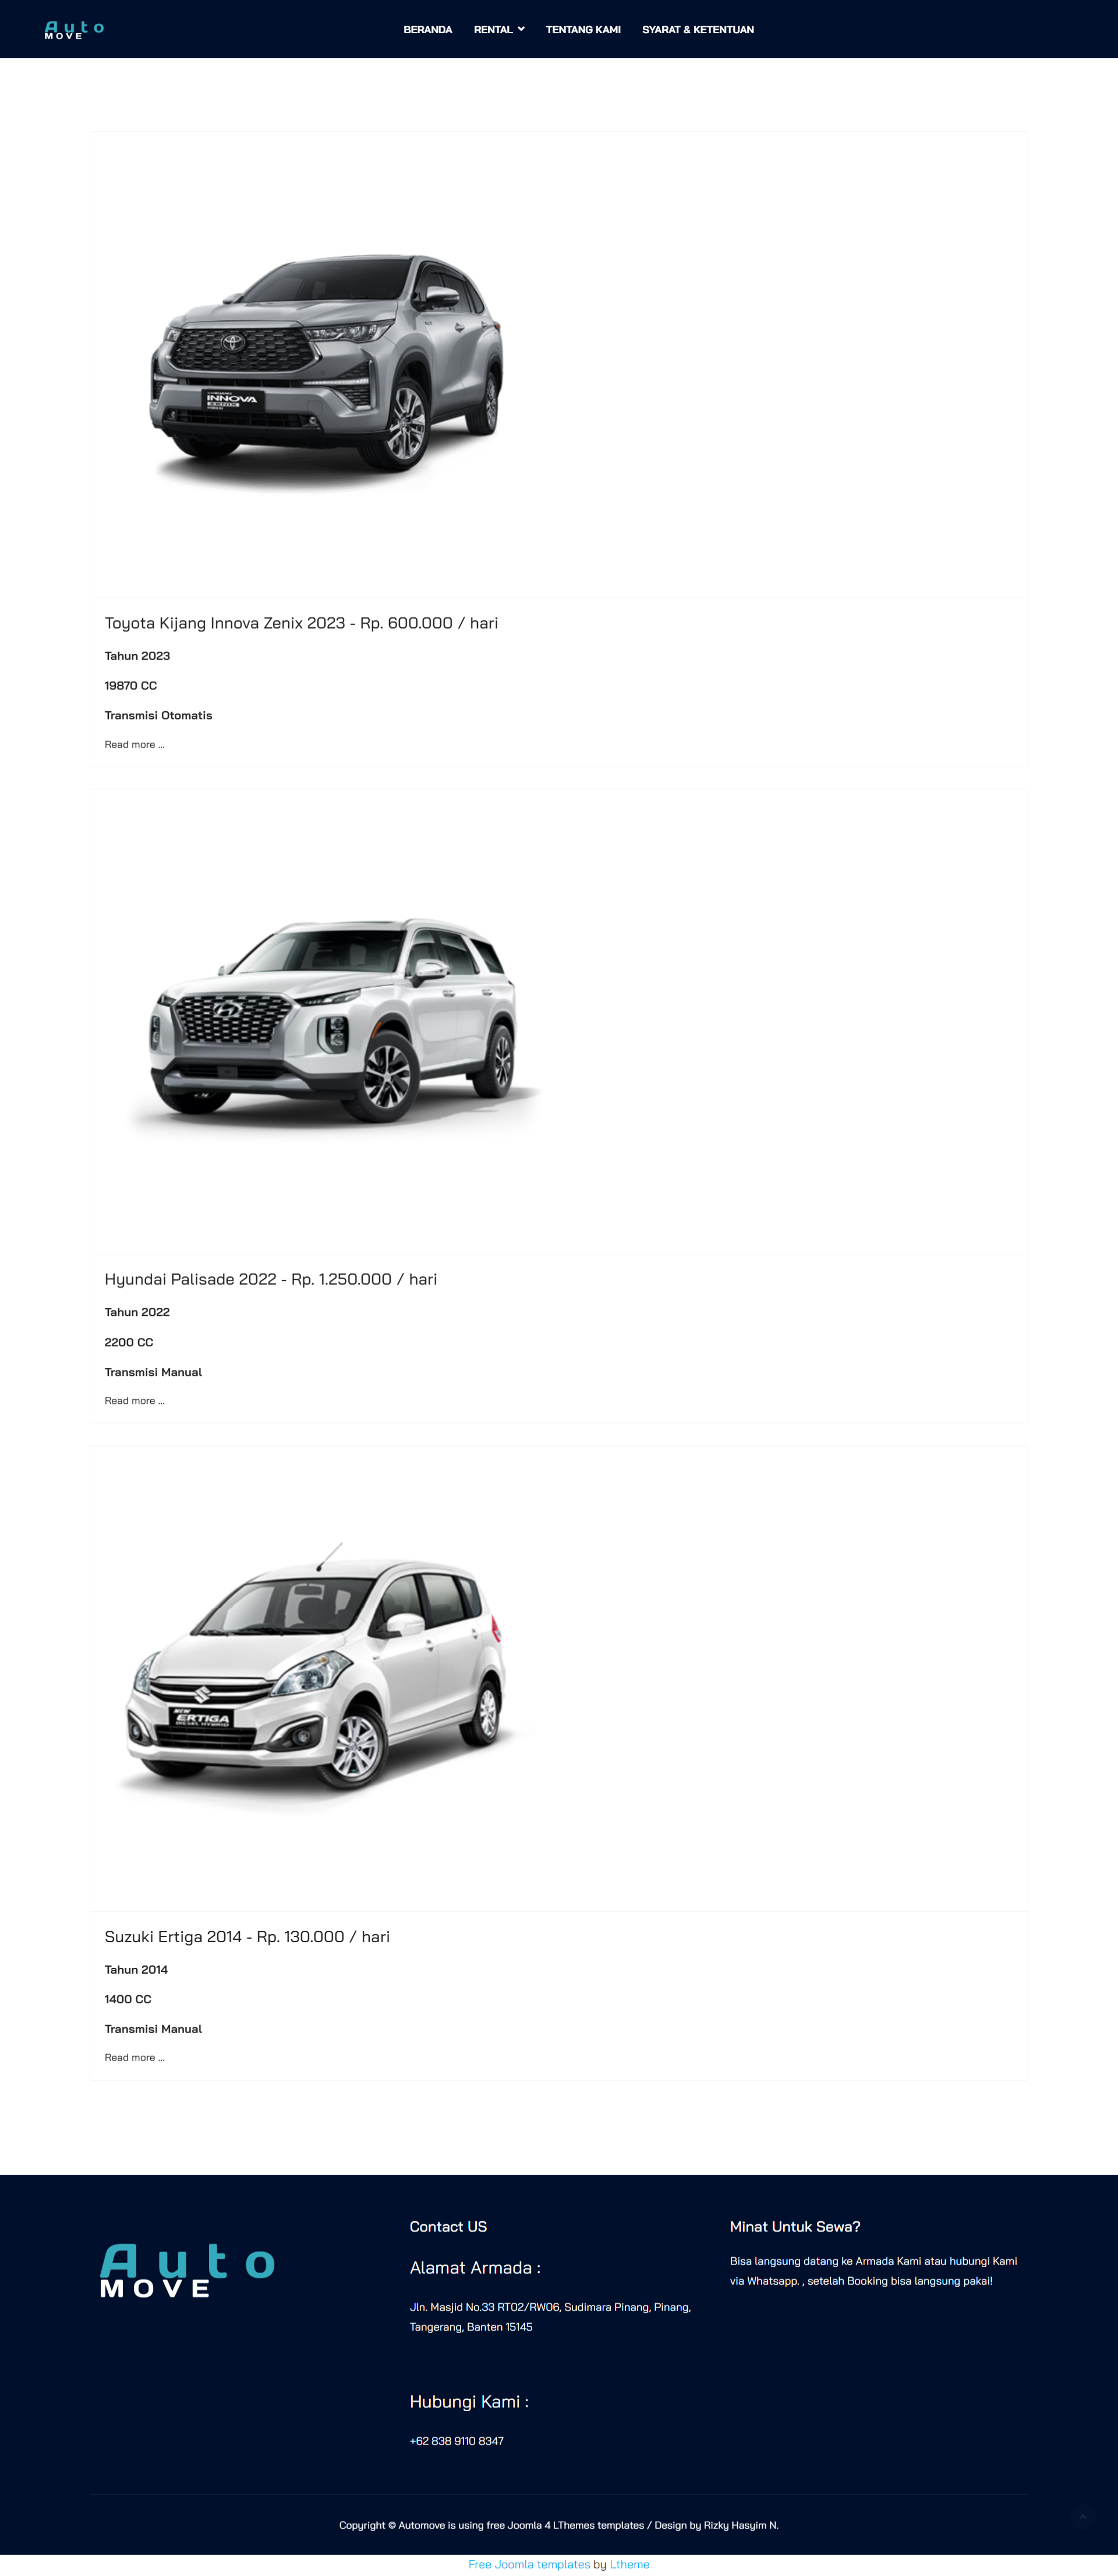 Auto
MOVE
BERANDA RENTAL TENTANG KAMI SYARAT & KETENTUAN
INNOVA
ZENIX
Toyota Kijang Innova Zenix 2023 - Rp. 600.000 / hari
Tahun 2023
19870 CC
Transmisi Otomatis
Read more ...
Hyundai Palisade 2022 - Rp. 1.250.000 / hari
Tahun 2022
2200 CC
Transmisi Manual
Read more ...
NEW
ERTIGA
DIESEL HYBRID
Suzuki Ertiga 2014 - Rp. 130.000 / hari
Tahun 2014
1400 CC
Transmisi Manual
Read more ...
Auto
MOVE
Contact US
Alamat Armada :
Jln. Masjid No.33 RT02/RW06, Sudimara Pinang, Pinang,
Tangerang, Banten 15145
Hubungi Kami :
+62 838 9110 8347
Minat Untuk Sewa?
Bisa langsung datang ke Armada Kami atau hubungi Kami
via Whatsapp. , setelah Booking bisa langsung pakai!
Copyright © Automove is using free Joomla 4 LThemes templates / Design by Rizky Hasyim N.
Free Joomla templates by Ltheme